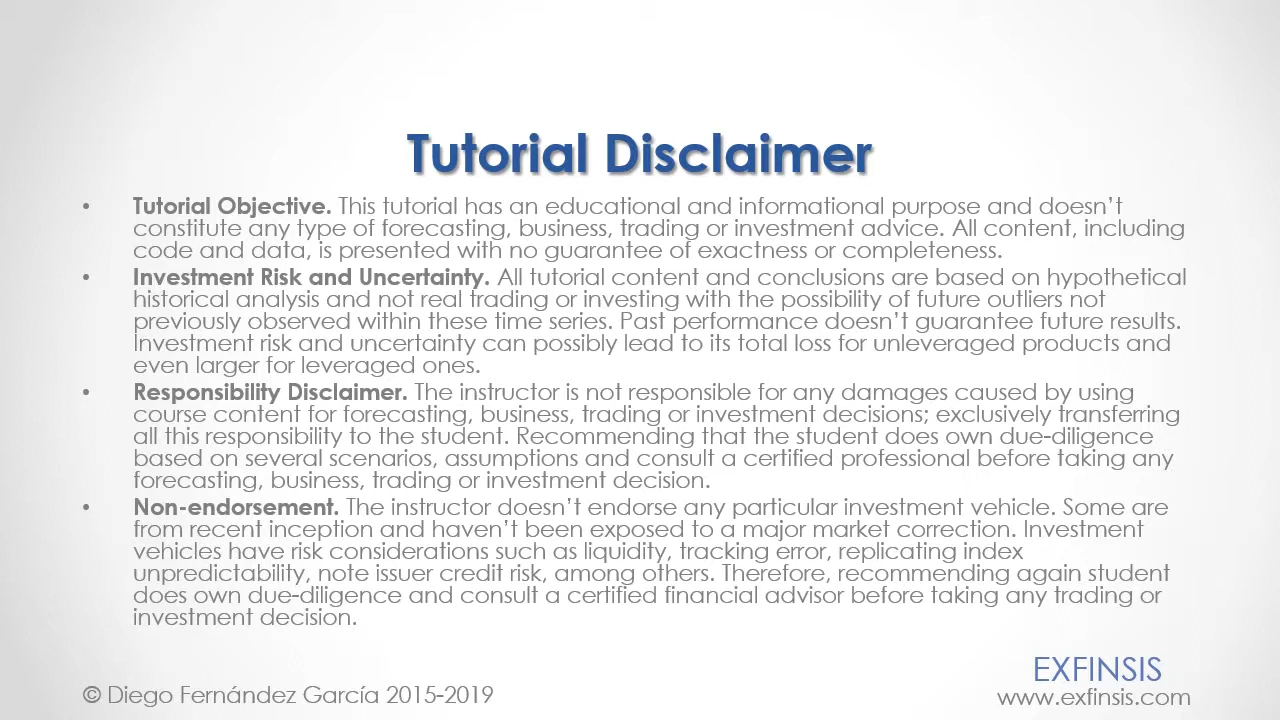 Tutorial Disclaimer
• Tutorial Objective. This tutorial has an educational and informational purpose and doesn't
constitute any type of forecasting, business, trading or investment advice. All content, including
code and data, is presented with no guarantee of exactness or completeness.
• Investment Risk and Uncertainty. All tutorial content and conclusions are based on hypothetical
historical analysis and not real trading or investing with the possibility of future outliers not
previously observed within these time series. Past performance doesn't guarantee future results.
Investment risk and uncertainty can possibly lead to its total loss for unleveraged products and
even larger for leveraged ones.
• Responsibility Disclaimer. The instructor is not responsible for any damages caused by using
course content for forecasting, business, trading or investment decisions; exclusively transferring
all this responsibility to the student. Recommending that the student does own due-diligence
based on several scenarios, assumptions and consult a certified professional before taking any
forecasting, business, trading or investment decision.
• Non-endorsement. The instructor doesn't endorse any particular investment vehicle. Some are
from recent inception and haven't been exposed to a major market correction. Investment
vehicles have risk considerations such as liquidity, tracking error, replicating index
unpredictability, note issuer credit risk, among others. Therefore, recommending again student
does own due-diligence and consult a certified financial advisor before taking any trading or
investment decision.
EXFINSIS
© Diego Fernández García 2015-2019
www.exfinsis.com